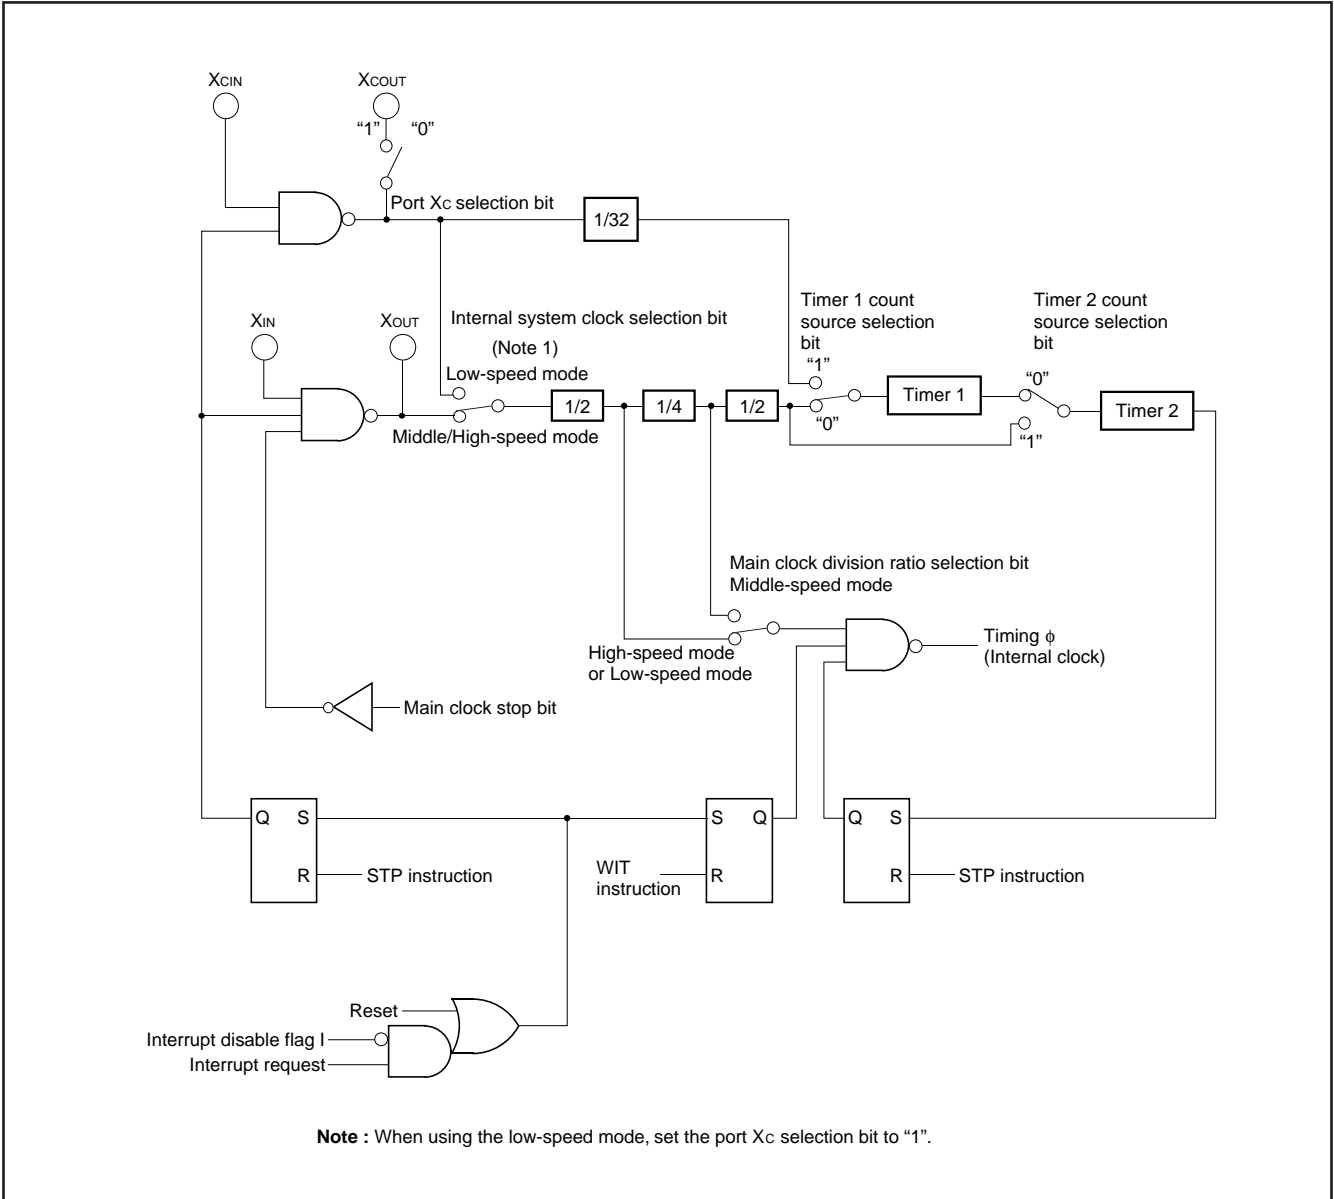 XCIN
XCOUT
“1” “0”
Port XC selection bit
1/32
XIN
XOUT
Internal system clock selection bit
(Note 1)
Low-speed mode
Middle/High-speed mode
1/2
1/4
1/2
Timer 1 count
source selection
bit
“1”
“0”
Timer 1
Timer 2 count
source selection
bit
“0”
“1”
Timer 2
Main clock division ratio selection bit
Middle-speed mode
High-speed mode
or Low-speed mode
Timing ϕ
(Internal clock)
Main clock stop bit
Q S
R
STP instruction
WIT
instruction
S Q
R
Q S
R
STP instruction
Reset
Interrupt disable flag I
Interrupt request
Note : When using the low-speed mode, set the port XC selection bit to “1”.